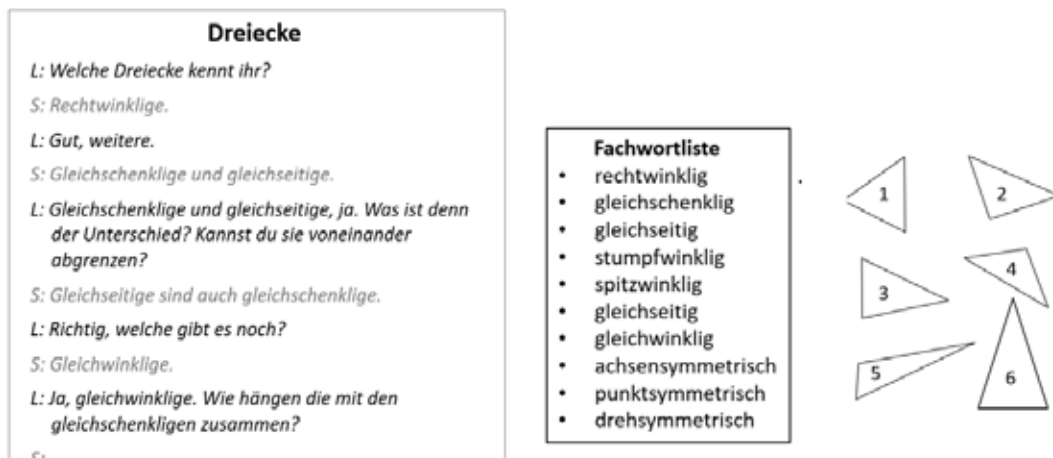 Dreiecke
L: Welche Dreiecke kennt ihr?
S: Rechtwinklige.
L: Gut, weitere.
S: Gleichschenklige und gleichseitige.
L: Gleichschenklige und gleichseitige, ja. Was ist denn
der Unterschied? Kannst du sie voneinander
abgrenzen?
S: Gleichseitige sind auch gleichschenklige.
L: Richtig, welche gibt es noch?
S: Gleichwinklige.
L: Ja, gleichwinklige. Wie hängen die mit den
gleichschenkligen zusammen?
Fachwortliste
• rechtwinklig
• gleichschenklig
• gleichseitig
• stumpfwinklig
• spitzwinklig
• gleichseitig
• gleichwinklig
• achsensymmetrisch
• punktsymmetrisch
• drehsymmetrisch
1
2
3
4
5
6